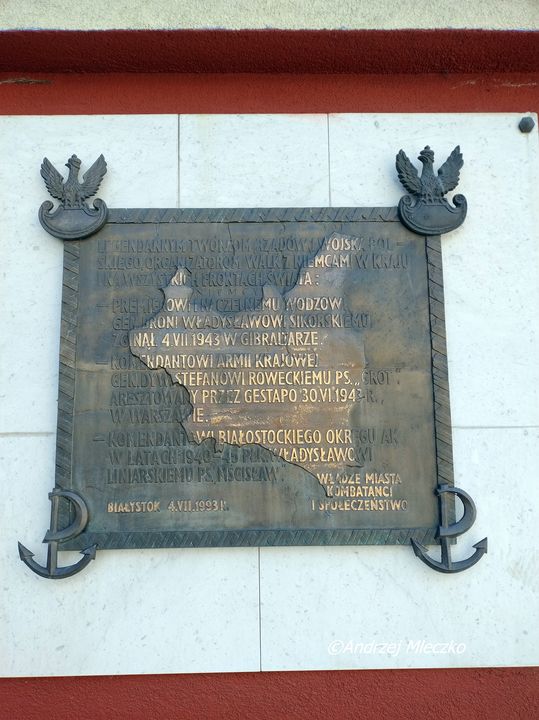 LEGENDARNYM TWÓRCOM RZĄDÓW I WOJSKA POL-
SKIEGO, ORGANIZATOROM WALK Z NIEMCAMI W KRAJU
I NA WSZYSTKICH FRONTACH ŚWIATA:
— PREMIEROWI I NACZELNEMU WODZOWI
GEN. BRONI WŁADYSŁAWOWI SIKORSKIEMU
ZGINĄŁ 4.VII.1943 W GIBRALTARZE.
— KOMENDANTOWI ARMII KRAJOWEJ
GEN. DYW. STEFANOWI ROWECKIEMU PS. „GROT",
ARESZTOWANY PRZEZ GESTAPO 30.VI.1943 R.,
W WARSZAWIE.
— KOMENDANTOWI BIAŁOSTOCKIEGO OKRĘGU AK
W LATACH 1940-45 PŁK. WŁADYSŁAWOWI
LINIARSKIEMU PS. „MŚCISŁAW".
WŁADZE MIASTA
KOMBATANCI
I SPOŁECZEŃSTWO
BIAŁYSTOK 4.VII.1993 R.
©Andrzej Mleczko